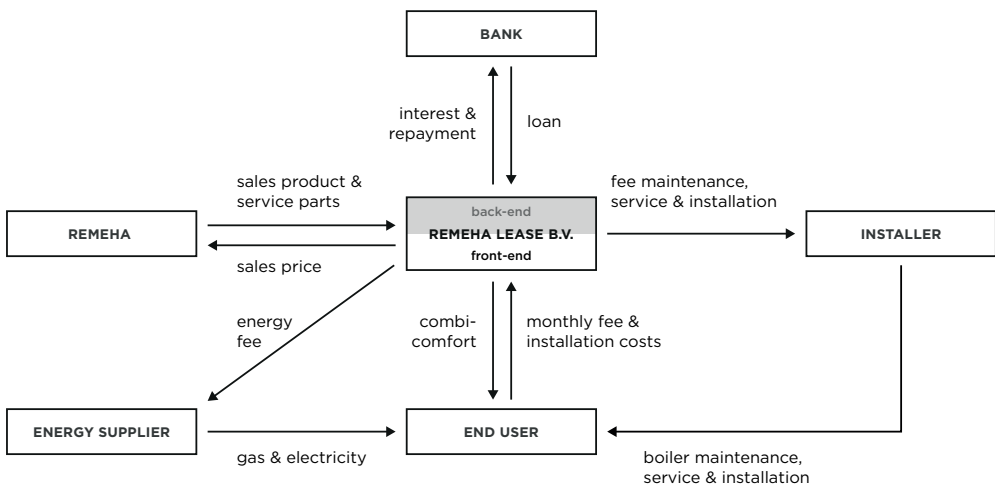 BANK
interest &
repayment
loan
sales product &
service parts
fee maintenance,
service & installation
back-end
REMEHA
REMEHA LEASE B.V.
INSTALLER
front-end
sales price
energy
fee
combi-
comfort
monthly fee &
installation costs
ENERGY SUPPLIER
END USER
gas & electricity
boiler maintenance,
service & installation